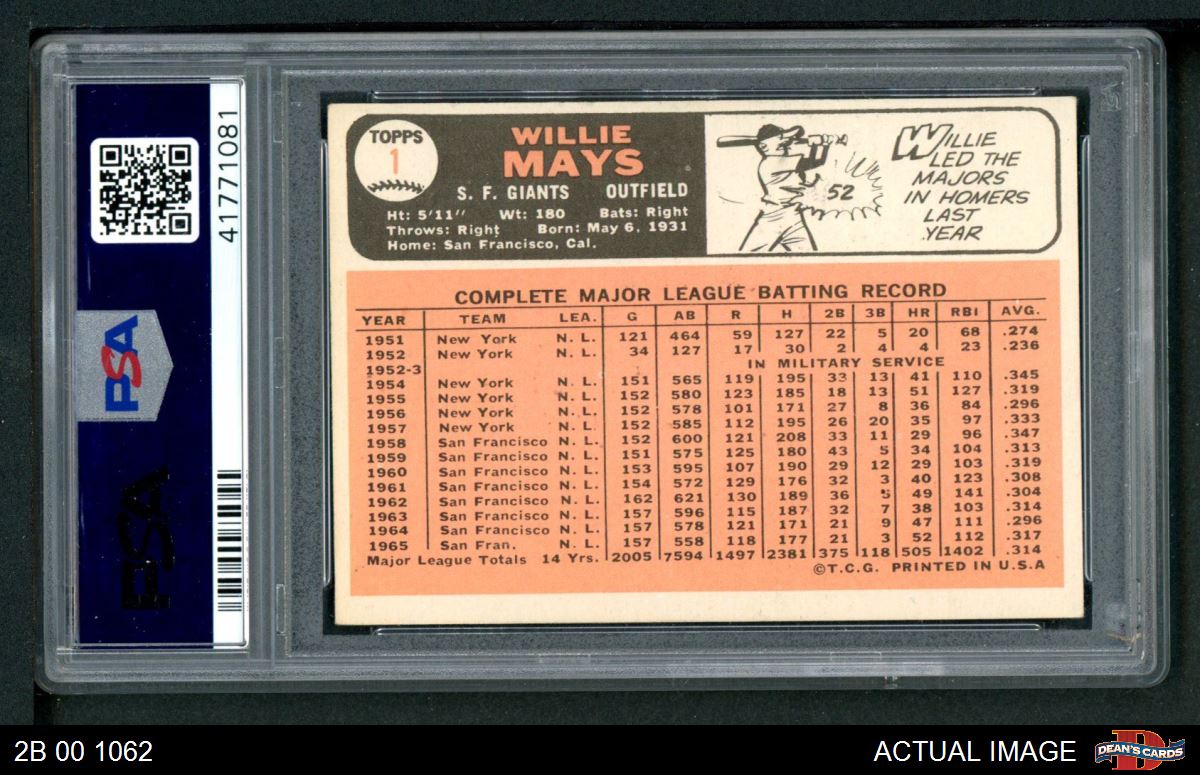 41771081
PSA
PSA
TOPPS
1
WILLIE
MAYS
S. F. GIANTS OUTFIELD
Ht: 5'11" Wt: 180 Bats: Right
Throws: Right Born: May 6, 1931
Home: San Francisco, Cal.
52
WILLIE
LED THE
MAJORS
IN HOMERS
LAST
YEAR
COMPLETE MAJOR LEAGUE BATTING RECORD
YEAR TEAM LEA. G AB R H 2B 3B HR RBI AVG.
1951 New York N. L. 121 464 59 127 22 5 20 68 .274
1952 New York N. L. 34 127 17 30 2 4 4 23 .236
1952-3 IN MILITARY SERVICE
1954 New York N. L. 151 565 119 195 33 13 41 110 .345
1955 New York N. L. 152 580 123 185 18 13 51 127 .319
1956 New York N. L. 152 578 101 171 27 8 36 84 .296
1957 New York N. L. 152 585 112 195 26 20 35 97 .333
1958 San Francisco N. L. 152 600 121 208 33 11 29 96 .347
1959 San Francisco N. L. 151 575 125 180 43 5 34 104 .313
1960 San Francisco N. L. 153 595 107 190 29 12 29 103 .319
1961 San Francisco N. L. 154 572 129 176 32 3 40 123 .308
1962 San Francisco N. L. 162 621 130 189 36 5 49 141 .304
1963 San Francisco N. L. 157 596 115 187 32 7 38 103 .314
1964 San Francisco N. L. 157 578 121 171 21 9 47 111 .296
1965 San Fran. N. L. 157 558 118 177 21 3 52 112 .317
Major League Totals 14 Yrs. 2005 7594 1497 2381 375 118 505 1402 .314
©T.C.G. PRINTED IN U.S.A
2B 00 1062
ACTUAL IMAGE
DEAN'S CARDS